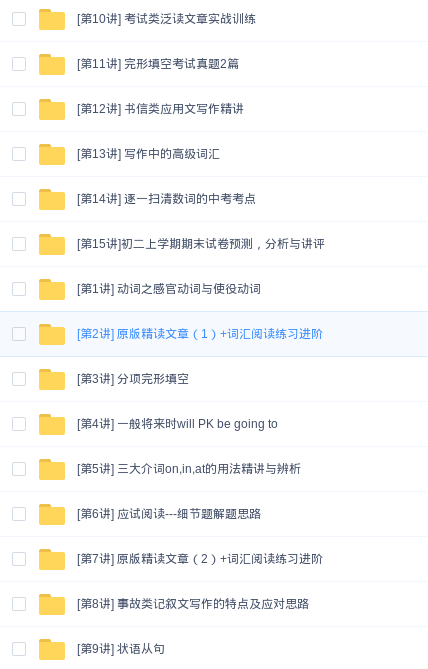 [第10讲] 考试类泛读文章实战训练
[第11讲] 完形填空考试真题2篇
[第12讲] 书信类应用文写作精讲
[第13讲] 写作中的高级词汇
[第14讲] 逐一扫清数词的中考考点
[第15讲]初二上学期期末试卷预测，分析与讲评
[第1讲] 动词之感官动词与使役动词
[第2讲] 原版精读文章（1）+词汇阅读练习进阶
[第3讲] 分项完形填空
[第4讲] 一般将来时will PK be going to
[第5讲] 三大介词on,in,at的用法精讲与辨析
[第6讲] 应试阅读---细节题解题思路
[第7讲] 原版精读文章（2）+词汇阅读练习进阶
[第8讲] 事故类记叙文写作的特点及应对思路
[第9讲] 状语从句